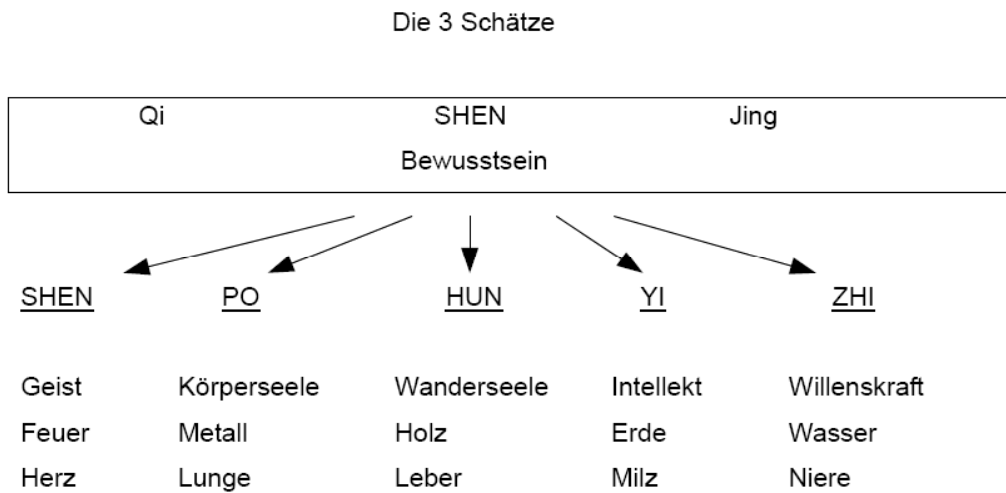 Die 3 Schätze
Qi SHEN Jing
Bewusstsein
SHEN PO HUN YI ZHI
Geist Körperseele Wanderseele Intellekt Willenskraft
Feuer Metall Holz Erde Wasser
Herz Lunge Leber Milz Niere